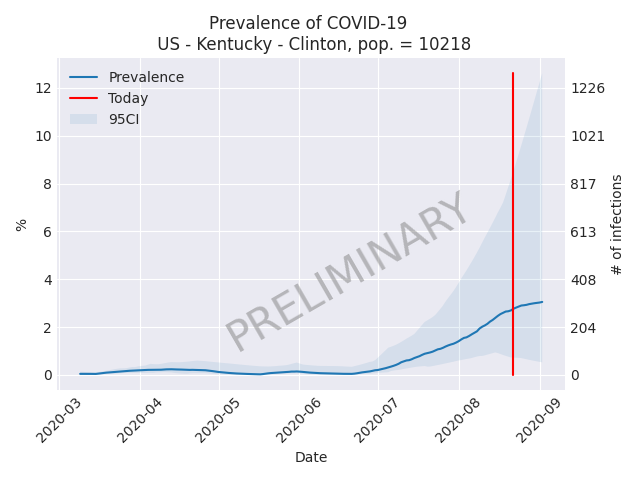 Prevalence of COVID-19
US - Kentucky - Clinton, pop. = 10218
Prevalence
Today
95CI
12
10
8
6
4
2
0
%
1226
1021
817
613
408
204
0
# of infections
PRELIMINARY
2020-03
2020-04
2020-05
2020-06
2020-07
2020-08
2020-09
Date